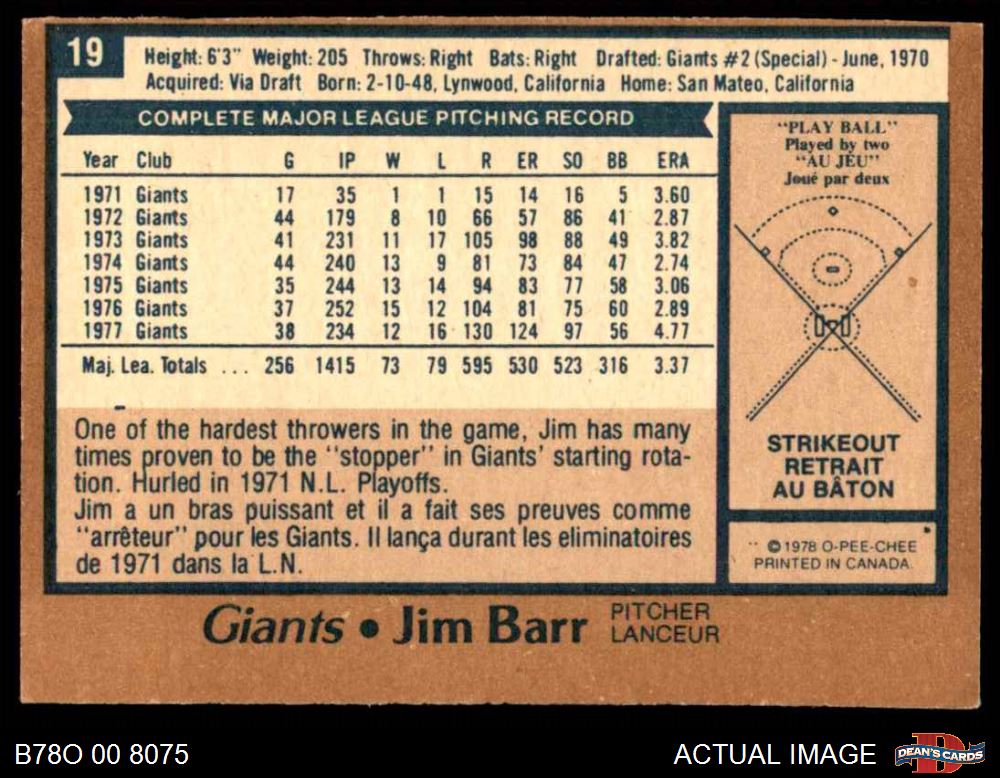 19
Height: 6'3" Weight: 205 Throws: Right Bats: Right Drafted: Giants #2 (Special) - June, 1970
Acquired: Via Draft Born: 2-10-48, Lynwood, California Home: San Mateo, California
COMPLETE MAJOR LEAGUE PITCHING RECORD
Year Club G IP W L R ER SO BB ERA
1971 Giants 17 35 1 1 15 14 16 5 3.60
1972 Giants 44 179 8 10 66 57 86 41 2.87
1973 Giants 41 231 11 17 105 98 88 49 3.82
1974 Giants 44 240 13 9 81 73 84 47 2.74
1975 Giants 35 244 13 14 94 83 77 58 3.06
1976 Giants 37 252 15 12 104 81 75 60 2.89
1977 Giants 38 234 12 16 130 124 97 56 4.77
Maj. Lea. Totals ... 256 1415 73 79 595 530 523 316 3.37
One of the hardest throwers in the game, Jim has many
times proven to be the "stopper" in Giants' starting rota-
tion. Hurled in 1971 N.L. Playoffs.
Jim a un bras puissant et il a fait ses preuves comme
"arrêteur" pour les Giants. Il lança durant les eliminatoires
de 1971 dans la L.N.
"PLAY BALL"
Played by two
"AU JEU"
Joué par deux
STRIKEOUT
RETRAIT
AU BÂTON
©1978 O-PEE-CHEE
PRINTED IN CANADA.
Giants • Jim Barr PITCHER
LANCEUR
B78O 00 8075
ACTUAL IMAGE
DEAN'S CARDS